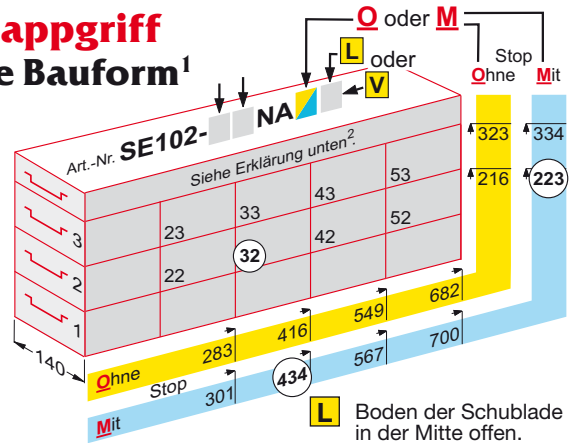 appgriff
e Bauform¹
O oder M
L oder
V
Stop
Ohne Mit
Art.-Nr. SE102- NA
Siehe Erklärung unten².
323 334
216 223
3 23 33 43 53
2 22 32 42 52
1
140
Ohne 283 416 549 682
Stop
Mit 301 434 567 700
L Boden der Schublade
in der Mitte offen.